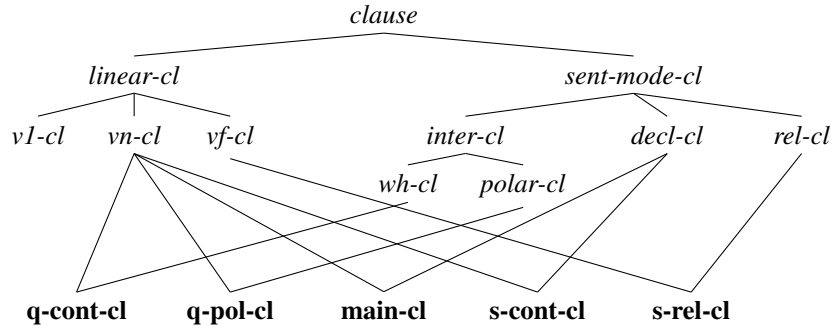 clause
linear-cl sent-mode-cl
v1-cl vn-cl vf-cl inter-cl decl-cl rel-cl
wh-cl polar-cl
q-cont-cl q-pol-cl main-cl s-cont-cl s-rel-cl